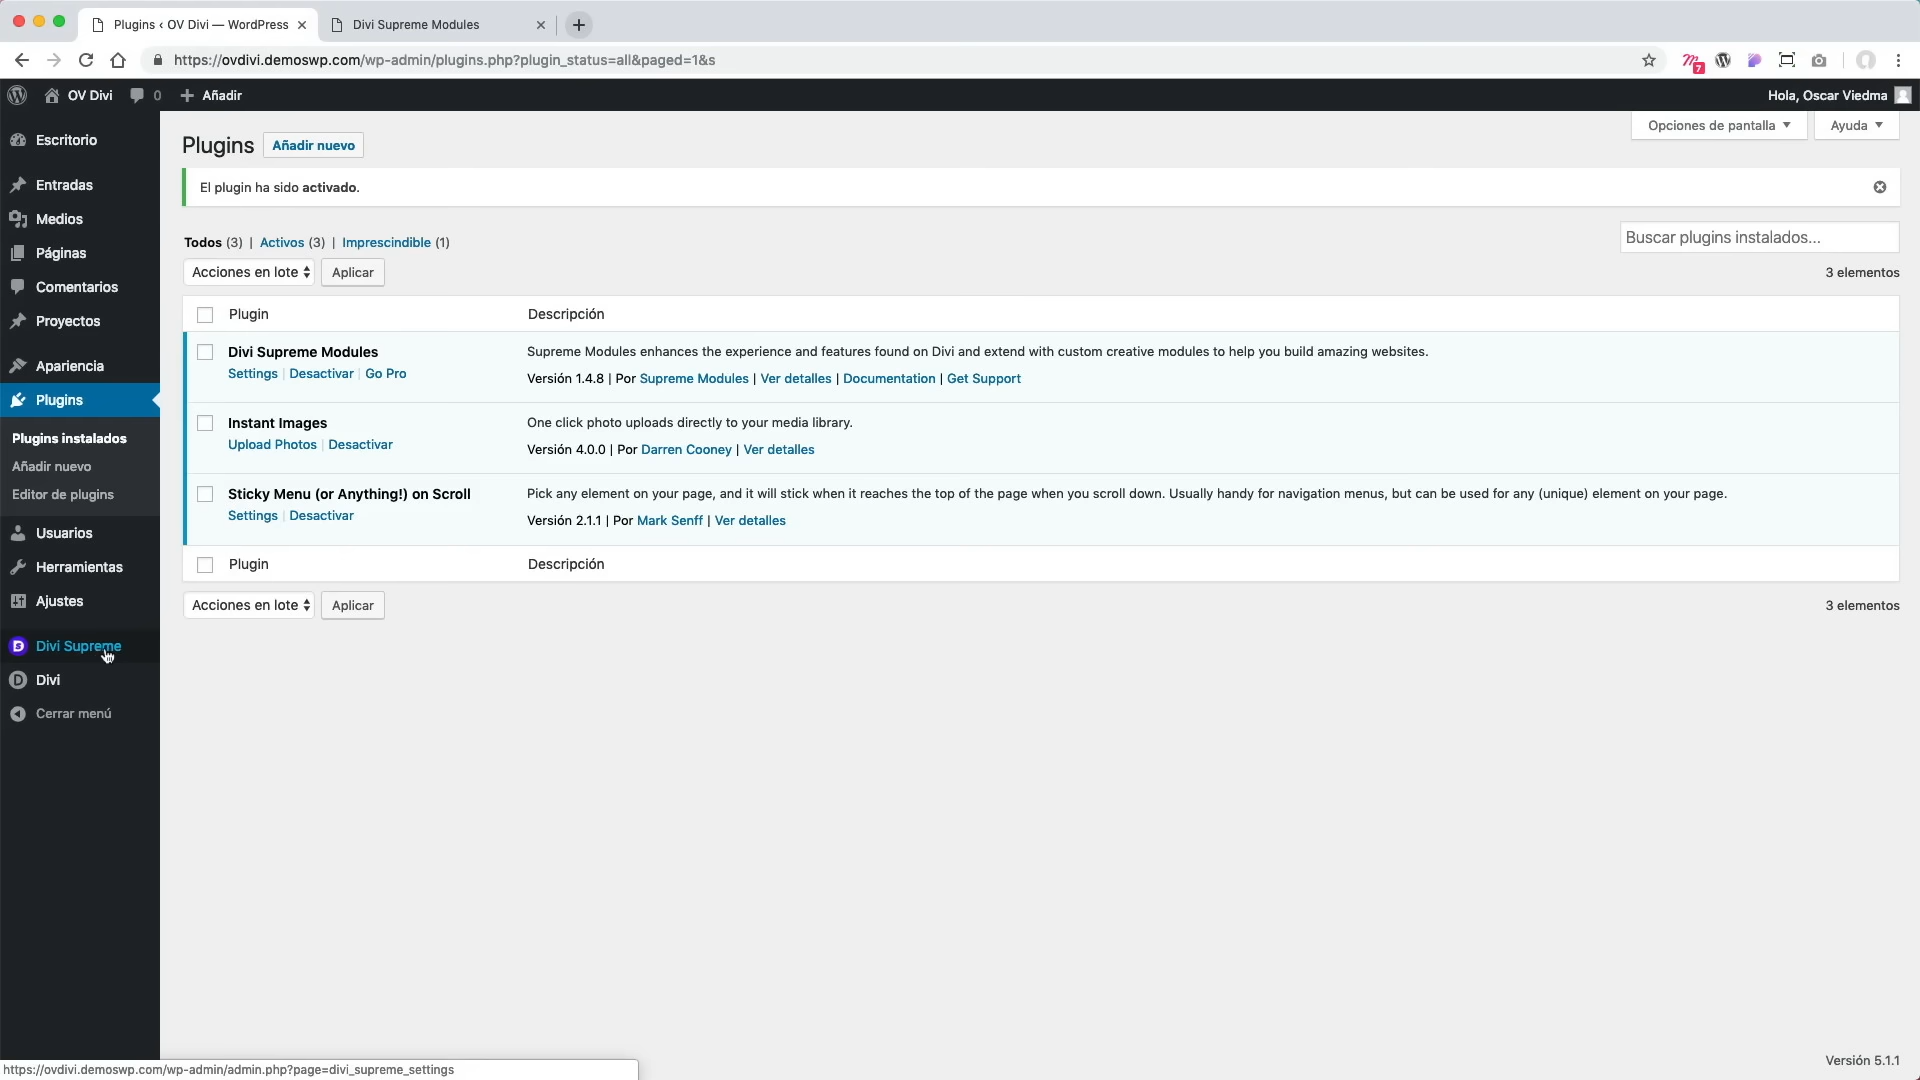 Plugins ‹ OV Divi — WordPress
Divi Supreme Modules
https://ovdivi.demoswp.com/wp-admin/plugins.php?plugin_status=all&paged=1&s
7
OV Divi
0
Añadir
Hola, Oscar Viedma
Escritorio
Entradas
Medios
Páginas
Comentarios
Proyectos
Apariencia
Plugins
Plugins instalados
Añadir nuevo
Editor de plugins
Usuarios
Herramientas
Ajustes
Divi Supreme
Divi
Cerrar menú
Opciones de pantalla
Ayuda
Plugins
Añadir nuevo
El plugin ha sido activado.
Todos (3) | Activos (3) | Imprescindible (1)
Buscar plugins instalados...
Acciones en lote
Aplicar
3 elementos
Plugin
Descripción
Divi Supreme Modules
Settings | Desactivar | Go Pro
Supreme Modules enhances the experience and features found on Divi and extend with custom creative modules to help you build amazing websites.
Versión 1.4.8 | Por Supreme Modules | Ver detalles | Documentation | Get Support
Instant Images
Upload Photos | Desactivar
One click photo uploads directly to your media library.
Versión 4.0.0 | Por Darren Cooney | Ver detalles
Sticky Menu (or Anything!) on Scroll
Settings | Desactivar
Pick any element on your page, and it will stick when it reaches the top of the page when you scroll down. Usually handy for navigation menus, but can be used for any (unique) element on your page.
Versión 2.1.1 | Por Mark Senff | Ver detalles
Plugin
Descripción
Acciones en lote
Aplicar
3 elementos
Versión 5.1.1
https://ovdivi.demoswp.com/wp-admin/admin.php?page=divi_supreme_settings